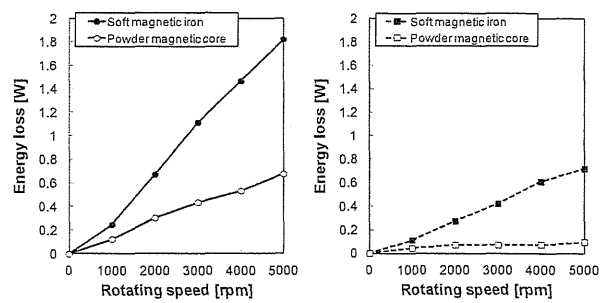 Soft magnetic iron
Powder magnetic core
2
1.8
1.6
1.4
1.2
1
0.8
0.6
0.4
0.2
0
Energy loss [W]
0 1000 2000 3000 4000 5000
Rotating speed [rpm]
Soft magnetic iron
Powder magnetic core
2
1.8
1.6
1.4
1.2
1
0.8
0.6
0.4
0.2
0
Energy loss [W]
0 1000 2000 3000 4000 5000
Rotating speed [rpm]